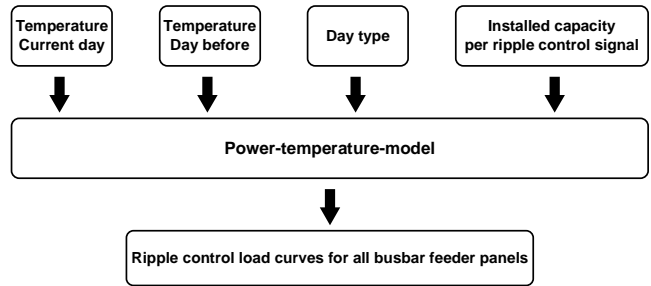 Temperature
Current day
Temperature
Day before
Day type
Installed capacity
per ripple control signal
Power-temperature-model
Ripple control load curves for all busbar feeder panels